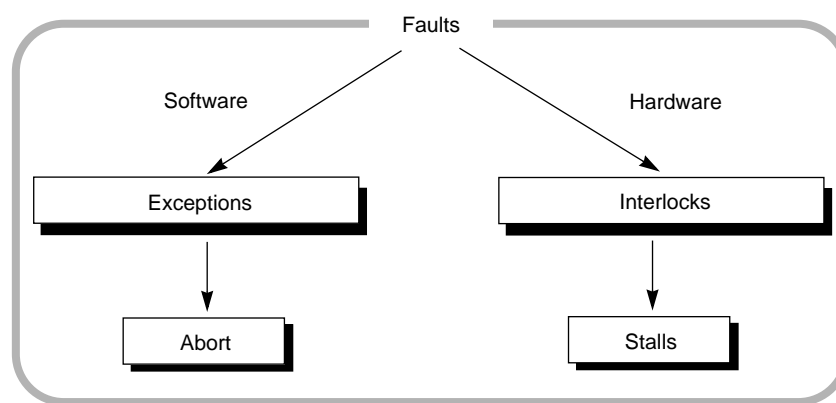 Faults
Software
Hardware
Exceptions
Interlocks
Abort
Stalls